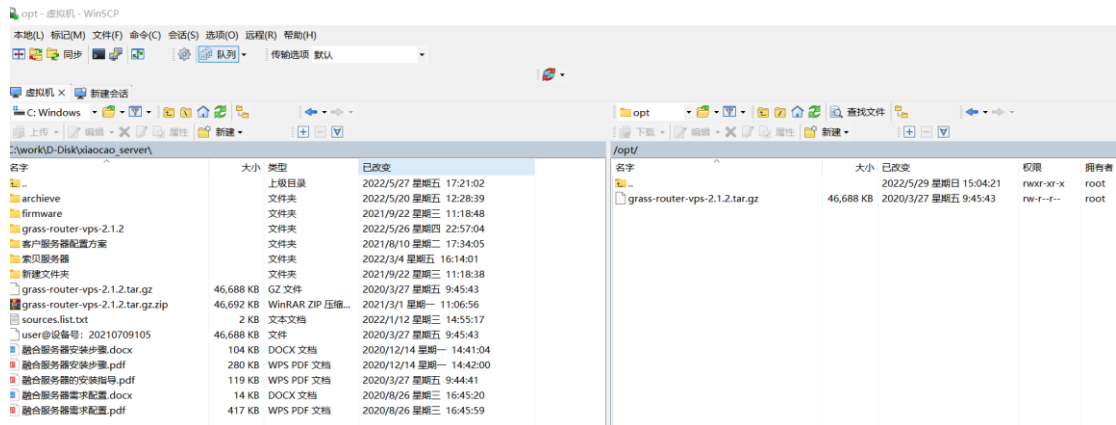 opt - 虚拟机 - WinSCP
本地(L) 标记(M) 文件(F) 命令(C) 会话(S) 选项(O) 远程(R) 帮助(H)
同步 队列 传输选项 默认
虚拟机 × 新建会话
C: Windows opt 查找文件
上传 编辑 属性 新建 下载 编辑 属性 新建
C:\work\D-Disk\xiaocao_server\ /opt/
名字 大小 类型 已改变 名字 大小 已改变 权限 拥有者
.. 上级目录 2022/5/27 星期五 17:21:02 .. 2022/5/29 星期日 15:04:21 rwxr-xr-x root
archieve 文件夹 2022/5/20 星期五 12:28:39 grass-router-vps-2.1.2.tar.gz 46,688 KB 2020/3/27 星期五 9:45:43 rw-r--r-- root
firmware 文件夹 2021/9/22 星期三 11:18:48
grass-router-vps-2.1.2 文件夹 2022/5/26 星期四 22:57:04
客户服务器配置方案 文件夹 2021/8/10 星期二 17:34:05
索贝服务器 文件夹 2022/3/4 星期五 16:14:01
新建文件夹 文件夹 2021/9/22 星期三 11:18:38
grass-router-vps-2.1.2.tar.gz 46,688 KB GZ 文件 2020/3/27 星期五 9:45:43
grass-router-vps-2.1.2.tar.gz.zip 46,692 KB WinRAR ZIP 压缩... 2021/3/1 星期一 11:06:56
sources.list.txt 2 KB 文本文档 2022/1/12 星期三 14:55:17
user@设备号：20210709105 46,688 KB 文件 2020/3/27 星期五 9:45:43
融合服务器安装步骤.docx 104 KB DOCX 文档 2020/12/14 星期一 14:41:04
融合服务器安装步骤.pdf 280 KB WPS PDF 文档 2020/12/14 星期一 14:42:00
融合服务器的安装指导.pdf 119 KB WPS PDF 文档 2020/3/27 星期五 9:44:41
融合服务器需求配置.docx 14 KB DOCX 文档 2020/8/26 星期三 16:45:20
融合服务器需求配置.pdf 417 KB WPS PDF 文档 2020/8/26 星期三 16:45:59